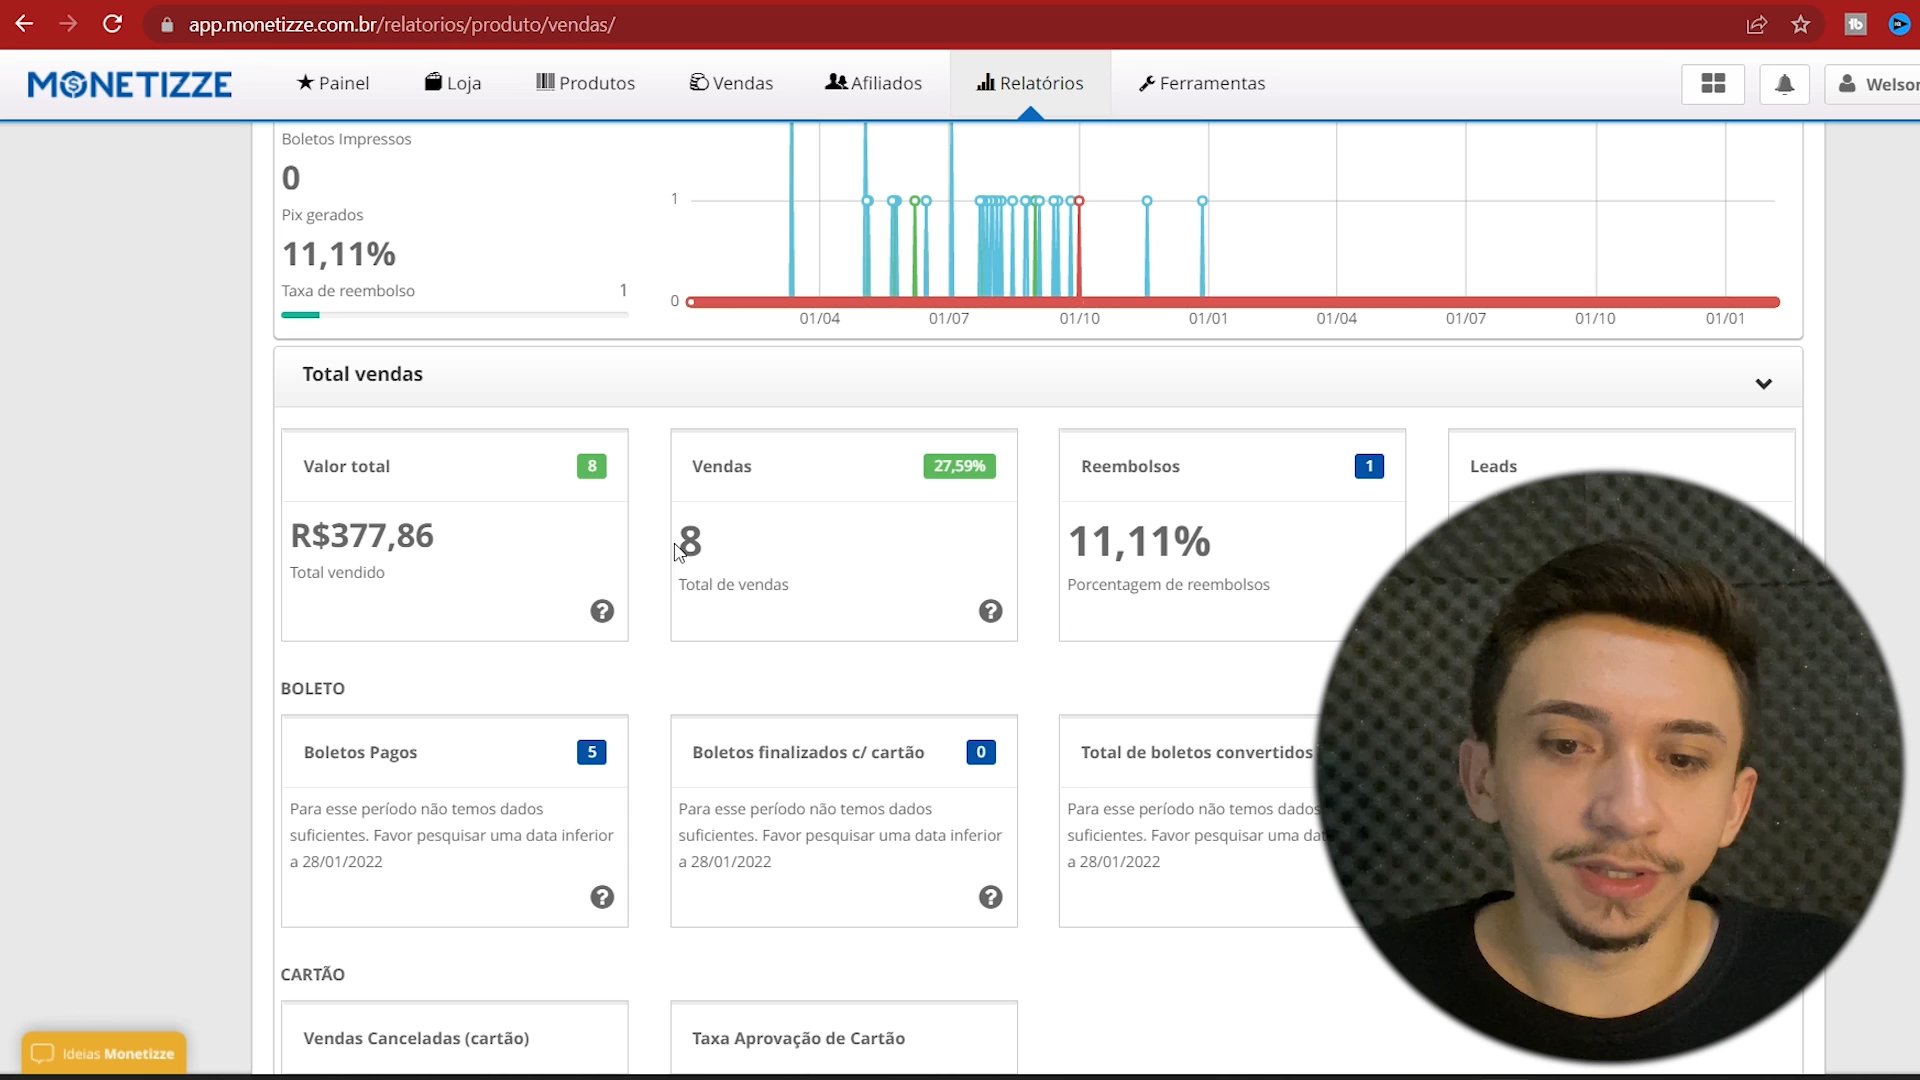 app.monetizze.com.br/relatorios/produto/vendas/
MONETIZZE
Painel
Loja
Produtos
Vendas
Afiliados
Relatórios
Ferramentas
Boletos Impressos
0
Pix gerados
11,11%
Taxa de reembolso 1
1
0
01/04 01/07 01/10 01/01 01/04 01/07 01/10 01/01
Total vendas
Valor total 8
R$377,86
Total vendido
Vendas 27,59%
8
Total de vendas
Reembolsos 1
11,11%
Porcentagem de reembolsos
Leads
BOLETO
Boletos Pagos 5
Para esse período não temos dados
suficientes. Favor pesquisar uma data inferior
a 28/01/2022
Boletos finalizados c/ cartão 0
Para esse período não temos dados
suficientes. Favor pesquisar uma data inferior
a 28/01/2022
Total de boletos convertidos
Para esse período não temos dados
suficientes. Favor pesquisar uma
a 28/01/2022
CARTÃO
Vendas Canceladas (cartão)
Taxa Aprovação de Cartão
Ideias Monetizze